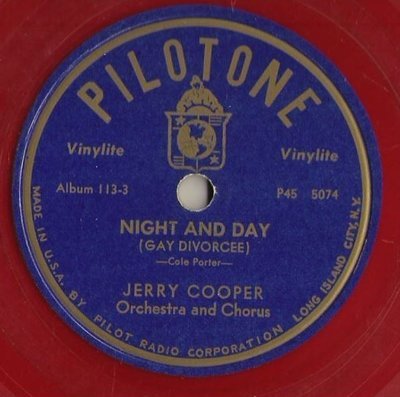 PILOTONE
Vinylite Vinylite
Album 113-3 P45 5074
NIGHT AND DAY
(GAY DIVORCEE)
—Cole Porter—
JERRY COOPER
Orchestra and Chorus
MADE IN U.S.A. BY PILOT RADIO CORPORATION LONG ISLAND CITY, N.Y.